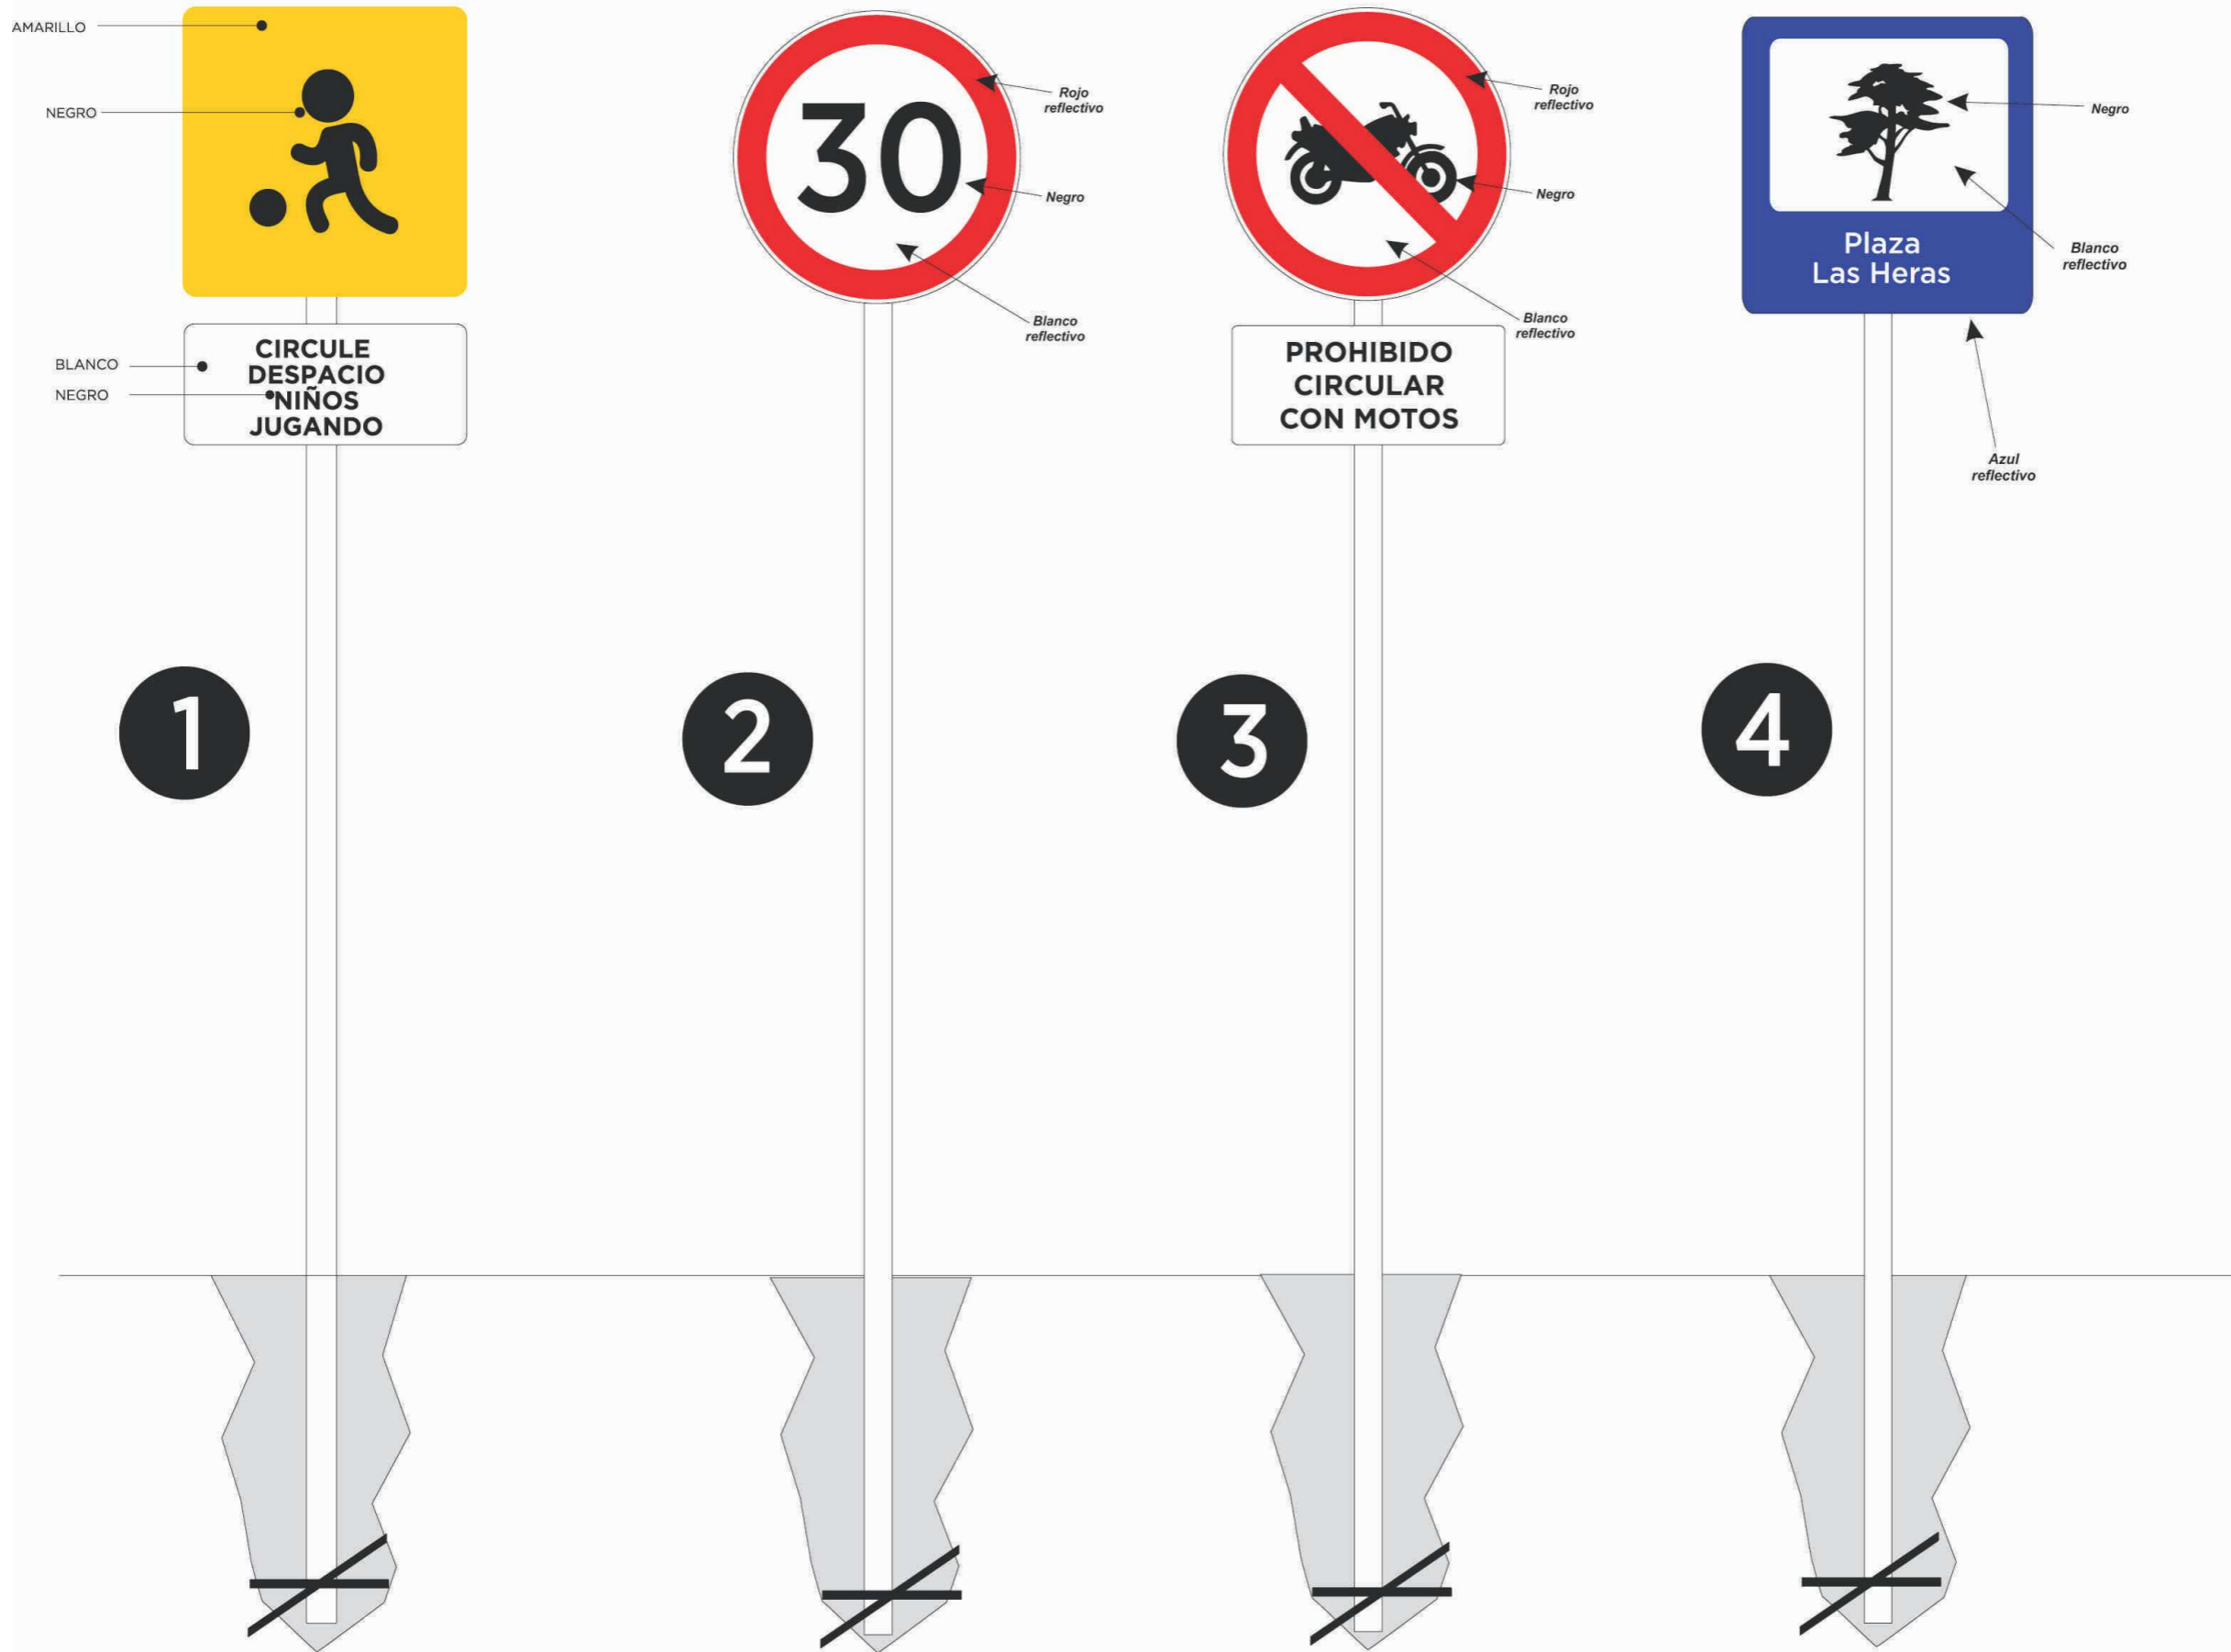 AMARILLO
NEGRO
CIRCULE
DESPACIO
NIÑOS
JUGANDO
BLANCO
NEGRO
1
30
Rojo
reflectivo
Negro
Blanco
reflectivo
2
Rojo
reflectivo
Negro
Blanco
reflectivo
PROHIBIDO
CIRCULAR
CON MOTOS
3
Plaza
Las Heras
Negro
Blanco
reflectivo
Azul
reflectivo
4